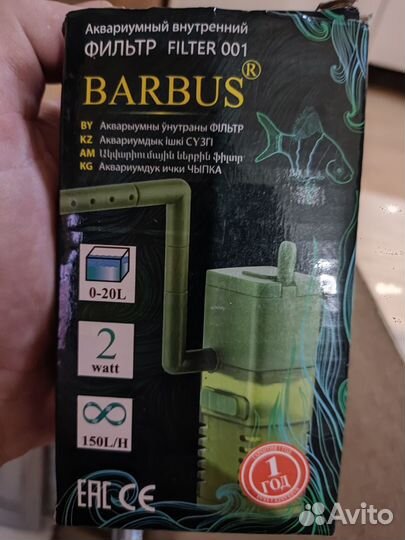 Аквариумный внутренний
ФИЛЬТР FILTER 001
BARBUS®
BY Акварыумны ўнутраны ФІЛЬТР
KZ Аквариумдық ішкі СҮЗГІ
AM Ակվարիումային ներքին ֆիլտր
KG Аквариумдук ички ЧЫПКА
0-20L
2
watt
150L/H
1
ГОД
EAC CE
Avito